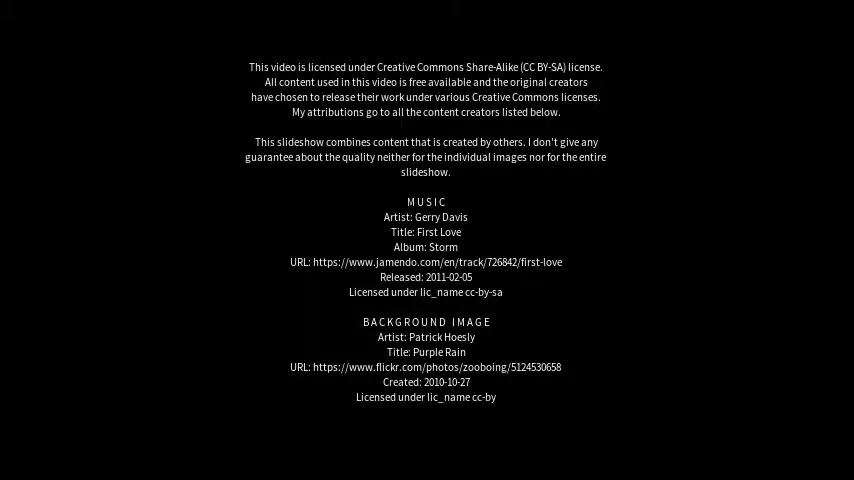 This video is licensed under Creative Commons Share-Alike (CC BY-SA) license.
All content used in this video is free available and the original creators
have chosen to release their work under various Creative Commons licenses.
My attributions go to all the content creators listed below.
This slideshow combines content that is created by others. I don't give any
guarantee about the quality neither for the individual images nor for the entire
slideshow.
MUSIC
Artist: Gerry Davis
Title: First Love
Album: Storm
URL: https://www.jamendo.com/en/track/726842/first-love
Released: 2011-02-05
Licensed under lic_name cc-by-sa
BACKGROUND IMAGE
Artist: Patrick Hoesly
Title: Purple Rain
URL: https://www.flickr.com/photos/zooboing/5124530658
Created: 2010-10-27
Licensed under lic_name cc-by